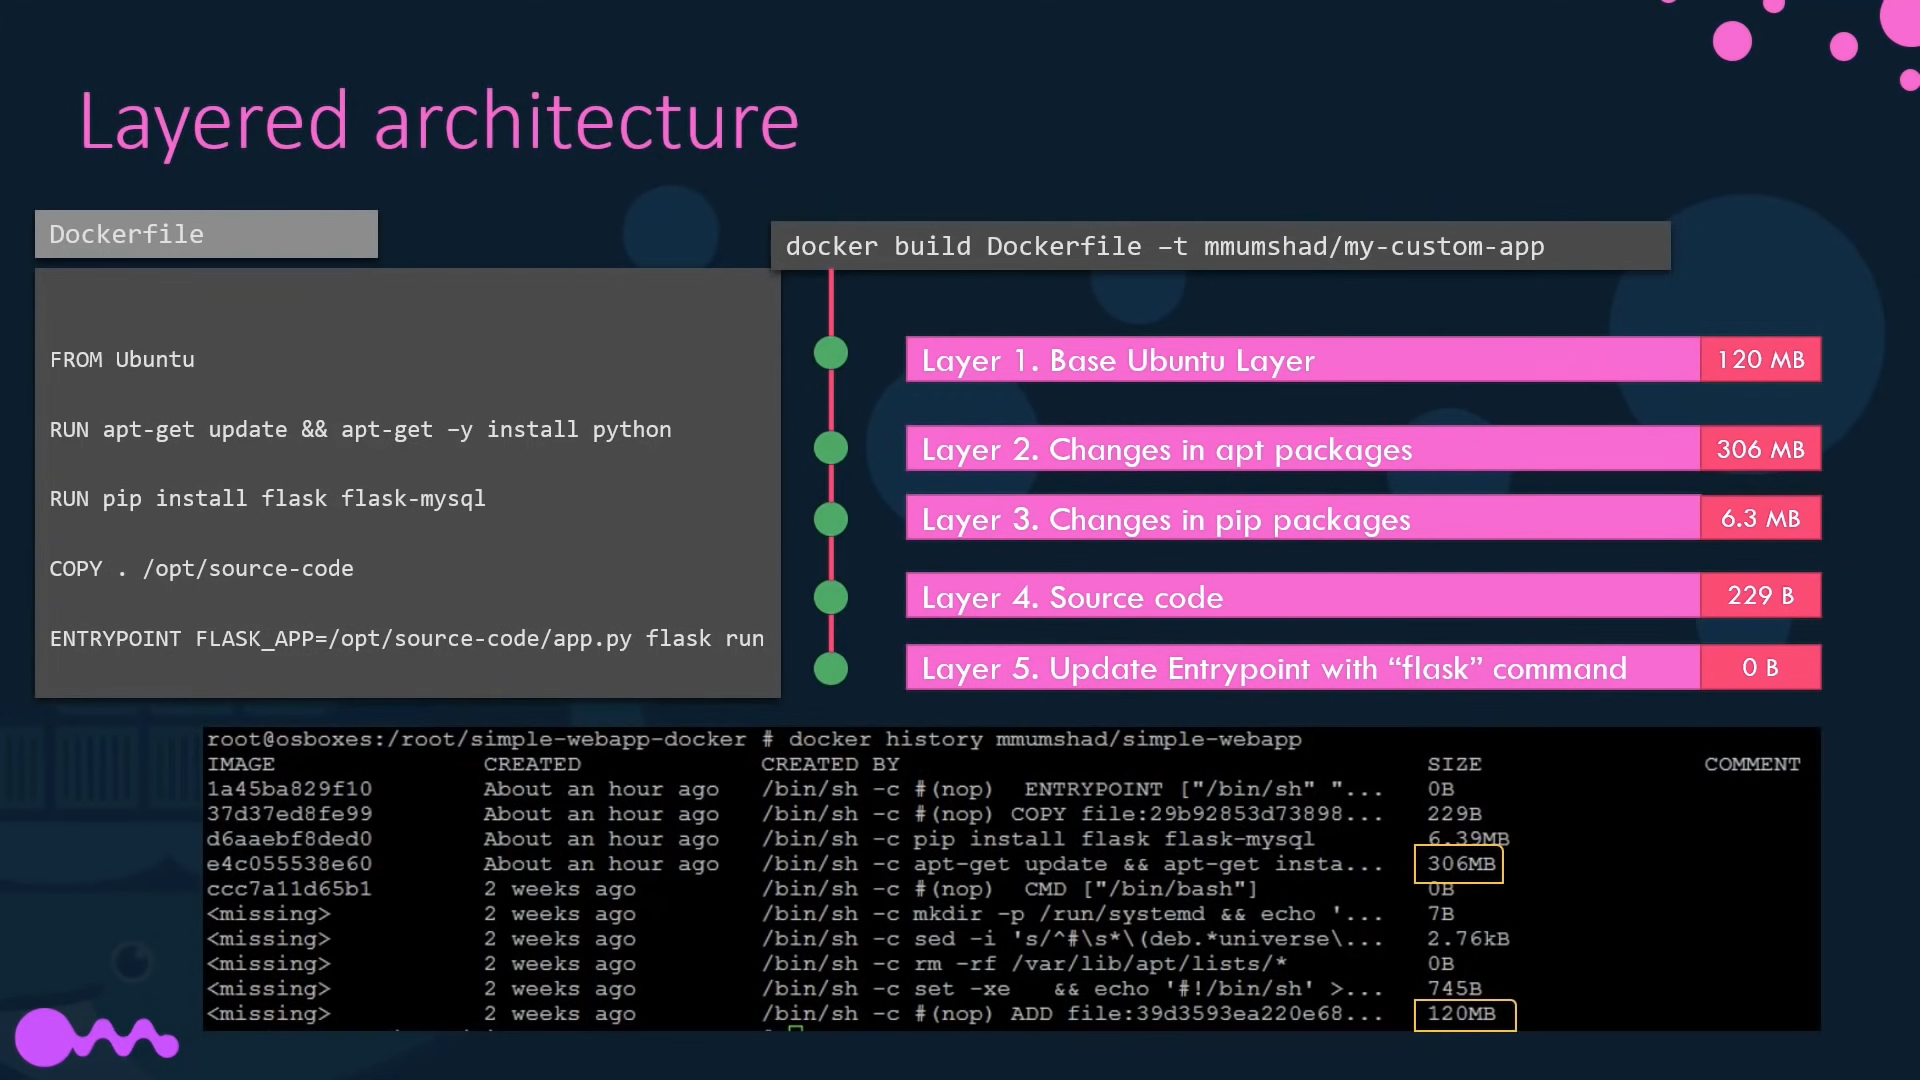 Layered architecture
Dockerfile
FROM Ubuntu
RUN apt-get update && apt-get –y install python
RUN pip install flask flask-mysql
COPY . /opt/source-code
ENTRYPOINT FLASK_APP=/opt/source-code/app.py flask run
docker build Dockerfile –t mmumshad/my-custom-app
Layer 1. Base Ubuntu Layer 120 MB
Layer 2. Changes in apt packages 306 MB
Layer 3. Changes in pip packages 6.3 MB
Layer 4. Source code 229 B
Layer 5. Update Entrypoint with “flask” command 0 B
root@osboxes:/root/simple-webapp-docker # docker history mmumshad/simple-webapp
IMAGE CREATED CREATED BY SIZE COMMENT
1a45ba829f10 About an hour ago /bin/sh -c #(nop) ENTRYPOINT ["/bin/sh" "... 0B
37d37ed8fe99 About an hour ago /bin/sh -c #(nop) COPY file:29b92853d73898... 229B
d6aaebf8ded0 About an hour ago /bin/sh -c pip install flask flask-mysql 6.39MB
e4c055538e60 About an hour ago /bin/sh -c apt-get update && apt-get insta... 306MB
ccc7a11d65b1 2 weeks ago /bin/sh -c #(nop) CMD ["/bin/bash"] 0B
<missing> 2 weeks ago /bin/sh -c mkdir -p /run/systemd && echo '... 7B
<missing> 2 weeks ago /bin/sh -c sed -i 's/^#\s*\(deb.*universe\... 2.76kB
<missing> 2 weeks ago /bin/sh -c rm -rf /var/lib/apt/lists/* 0B
<missing> 2 weeks ago /bin/sh -c set -xe && echo '#!/bin/sh' >... 745B
<missing> 2 weeks ago /bin/sh -c #(nop) ADD file:39d3593ea220e68... 120MB